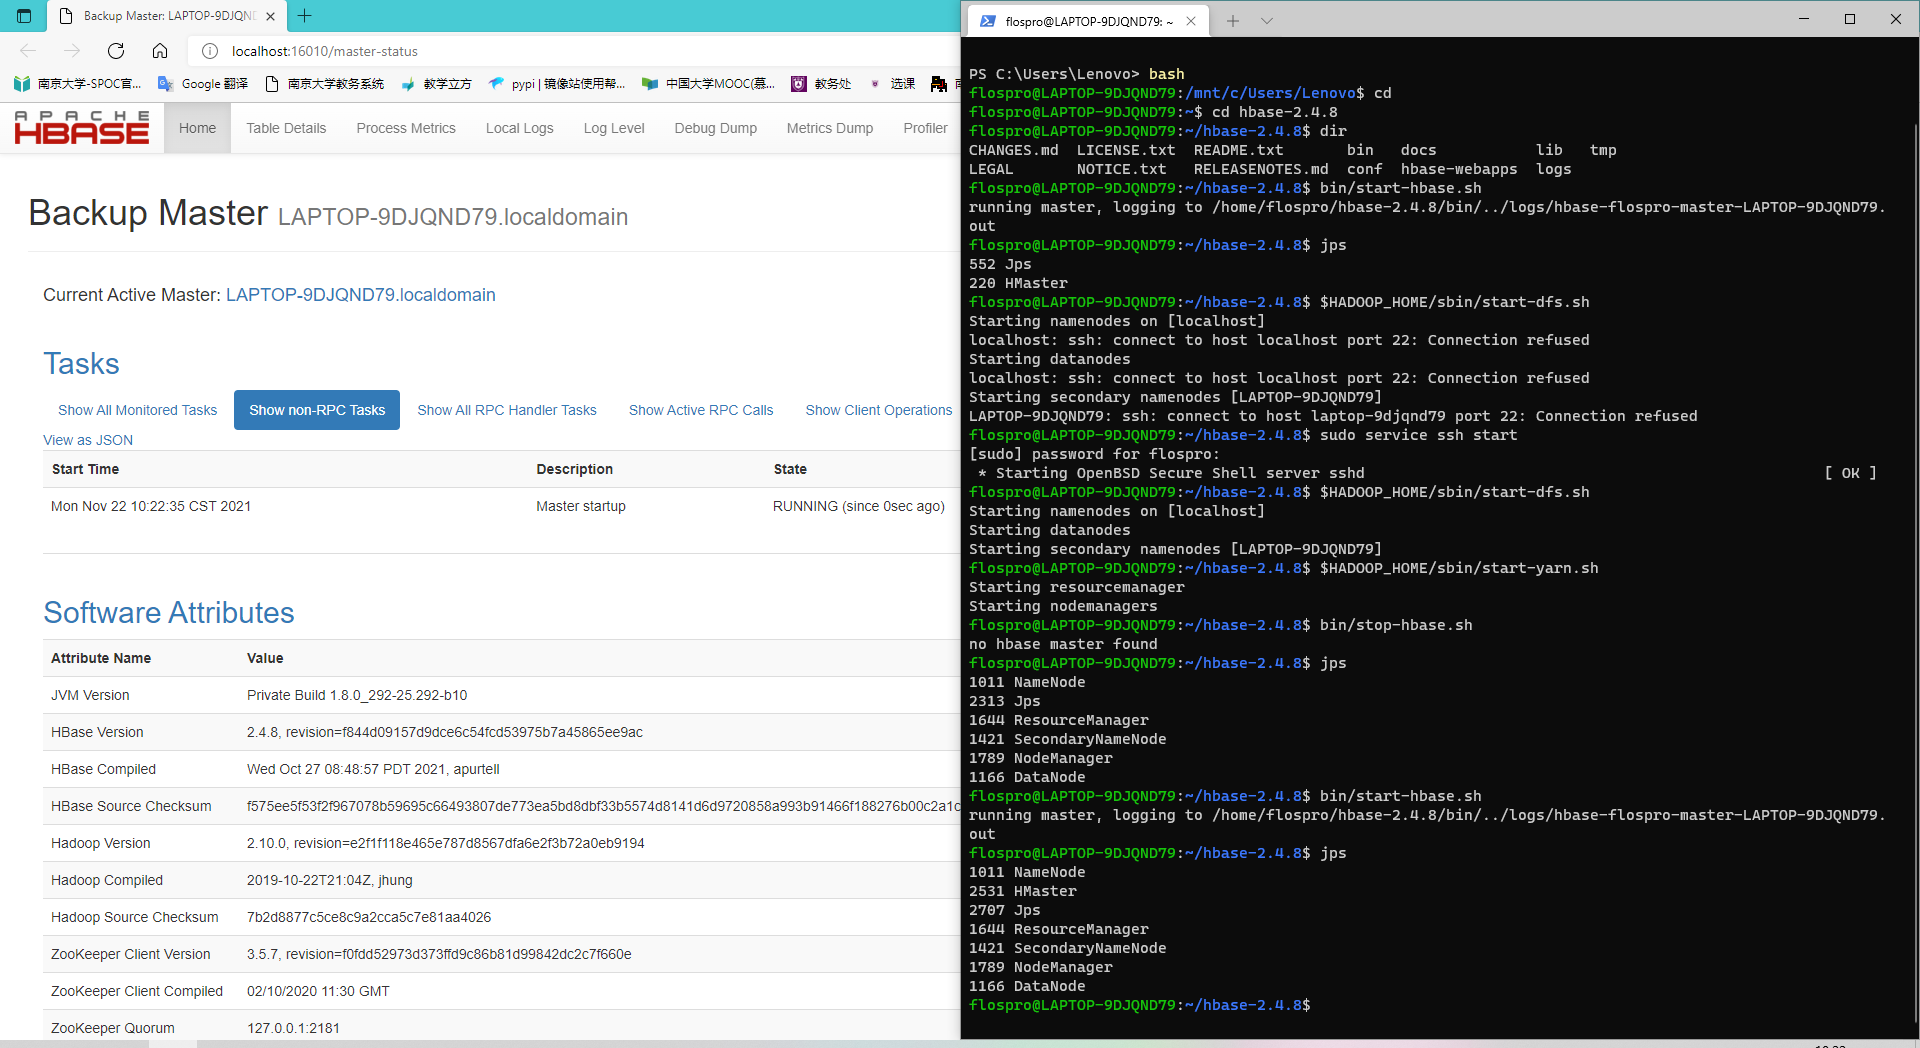 Backup Master: LAPTOP-9DJQND
localhost:16010/master-status
南京大学-SPOC官...
Google 翻译
南京大学教务系统
教学立方
pypi | 镜像站使用帮...
中国大学MOOC(慕...
教务处
选课
APACHE
HBASE
Home
Table Details
Process Metrics
Local Logs
Log Level
Debug Dump
Metrics Dump
Profiler
Backup Master LAPTOP-9DJQND79.localdomain
Current Active Master: LAPTOP-9DJQND79.localdomain
Tasks
Show All Monitored Tasks
Show non-RPC Tasks
Show All RPC Handler Tasks
Show Active RPC Calls
Show Client Operations
View as JSON
Start Time Description State
Mon Nov 22 10:22:35 CST 2021 Master startup RUNNING (since 0sec ago)
Software Attributes
Attribute Name Value
JVM Version Private Build 1.8.0_292-25.292-b10
HBase Version 2.4.8, revision=f844d09157d9dce6c54fcd53975b7a45865ee9ac
HBase Compiled Wed Oct 27 08:48:57 PDT 2021, apurtell
HBase Source Checksum f575ee5f53f2f967078b59695c66493807de773ea5bd8dbf33b5574d8141d6d9720858a993b91466f188276b00c2a1c
Hadoop Version 2.10.0, revision=e2f1f118e465e787d8567dfa6e2f3b72a0eb9194
Hadoop Compiled 2019-10-22T21:04Z, jhung
Hadoop Source Checksum 7b2d8877c5ce8c9a2cca5c7e81aa4026
ZooKeeper Client Version 3.5.7, revision=f0fdd52973d373ffd9c86b81d99842dc2c7f660e
ZooKeeper Client Compiled 02/10/2020 11:30 GMT
ZooKeeper Quorum 127.0.0.1:2181
flospro@LAPTOP-9DJQND79: ~
PS C:\Users\Lenovo> bash
flospro@LAPTOP-9DJQND79:/mnt/c/Users/Lenovo$ cd
flospro@LAPTOP-9DJQND79:~$ cd hbase-2.4.8
flospro@LAPTOP-9DJQND79:~/hbase-2.4.8$ dir
CHANGES.md LICENSE.txt README.txt bin docs lib tmp
LEGAL NOTICE.txt RELEASENOTES.md conf hbase-webapps logs
flospro@LAPTOP-9DJQND79:~/hbase-2.4.8$ bin/start-hbase.sh
running master, logging to /home/flospro/hbase-2.4.8/bin/../logs/hbase-flospro-master-LAPTOP-9DJQND79.
out
flospro@LAPTOP-9DJQND79:~/hbase-2.4.8$ jps
552 Jps
220 HMaster
flospro@LAPTOP-9DJQND79:~/hbase-2.4.8$ $HADOOP_HOME/sbin/start-dfs.sh
Starting namenodes on [localhost]
localhost: ssh: connect to host localhost port 22: Connection refused
Starting datanodes
localhost: ssh: connect to host localhost port 22: Connection refused
Starting secondary namenodes [LAPTOP-9DJQND79]
LAPTOP-9DJQND79: ssh: connect to host laptop-9djqnd79 port 22: Connection refused
flospro@LAPTOP-9DJQND79:~/hbase-2.4.8$ sudo service ssh start
[sudo] password for flospro:
* Starting OpenBSD Secure Shell server sshd [ OK ]
flospro@LAPTOP-9DJQND79:~/hbase-2.4.8$ $HADOOP_HOME/sbin/start-dfs.sh
Starting namenodes on [localhost]
Starting datanodes
Starting secondary namenodes [LAPTOP-9DJQND79]
flospro@LAPTOP-9DJQND79:~/hbase-2.4.8$ $HADOOP_HOME/sbin/start-yarn.sh
Starting resourcemanager
Starting nodemanagers
flospro@LAPTOP-9DJQND79:~/hbase-2.4.8$ bin/stop-hbase.sh
no hbase master found
flospro@LAPTOP-9DJQND79:~/hbase-2.4.8$ jps
1011 NameNode
2313 Jps
1644 ResourceManager
1421 SecondaryNameNode
1789 NodeManager
1166 DataNode
flospro@LAPTOP-9DJQND79:~/hbase-2.4.8$ bin/start-hbase.sh
running master, logging to /home/flospro/hbase-2.4.8/bin/../logs/hbase-flospro-master-LAPTOP-9DJQND79.
out
flospro@LAPTOP-9DJQND79:~/hbase-2.4.8$ jps
1011 NameNode
2531 HMaster
2707 Jps
1644 ResourceManager
1421 SecondaryNameNode
1789 NodeManager
1166 DataNode
flospro@LAPTOP-9DJQND79:~/hbase-2.4.8$